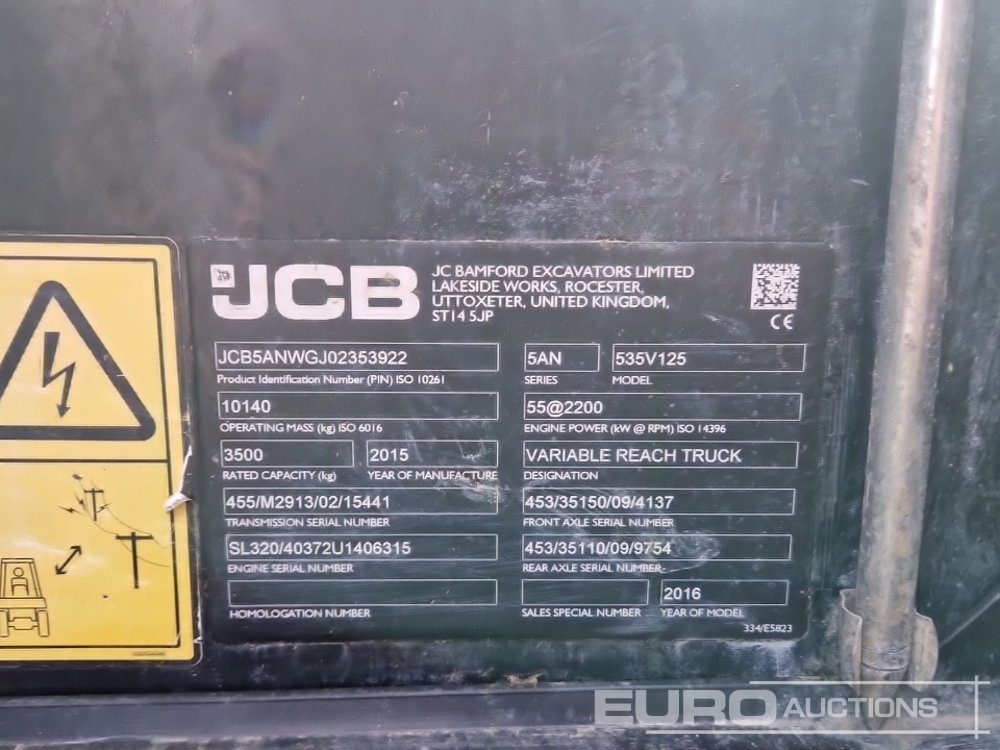 JCB
JC BAMFORD EXCAVATORS LIMITED
LAKESIDE WORKS, ROCESTER,
UTTOXETER, UNITED KINGDOM,
ST14 5JP
CE
JCB5ANWGJ02353922
Product Identification Number (PIN) ISO 10261
5AN
SERIES
535V125
MODEL
10140
OPERATING MASS (kg) ISO 6016
55@2200
ENGINE POWER (kW @ RPM) ISO 14396
3500
RATED CAPACITY (kg)
2015
YEAR OF MANUFACTURE
VARIABLE REACH TRUCK
DESIGNATION
455/M2913/02/15441
TRANSMISSION SERIAL NUMBER
453/35150/09/4137
FRONT AXLE SERIAL NUMBER
SL320/40372U1406315
ENGINE SERIAL NUMBER
453/35110/09/9754
REAR AXLE SERIAL NUMBER
HOMOLOGATION NUMBER
SALES SPECIAL NUMBER
2016
YEAR OF MODEL
334/E5823
EURO AUCTIONS